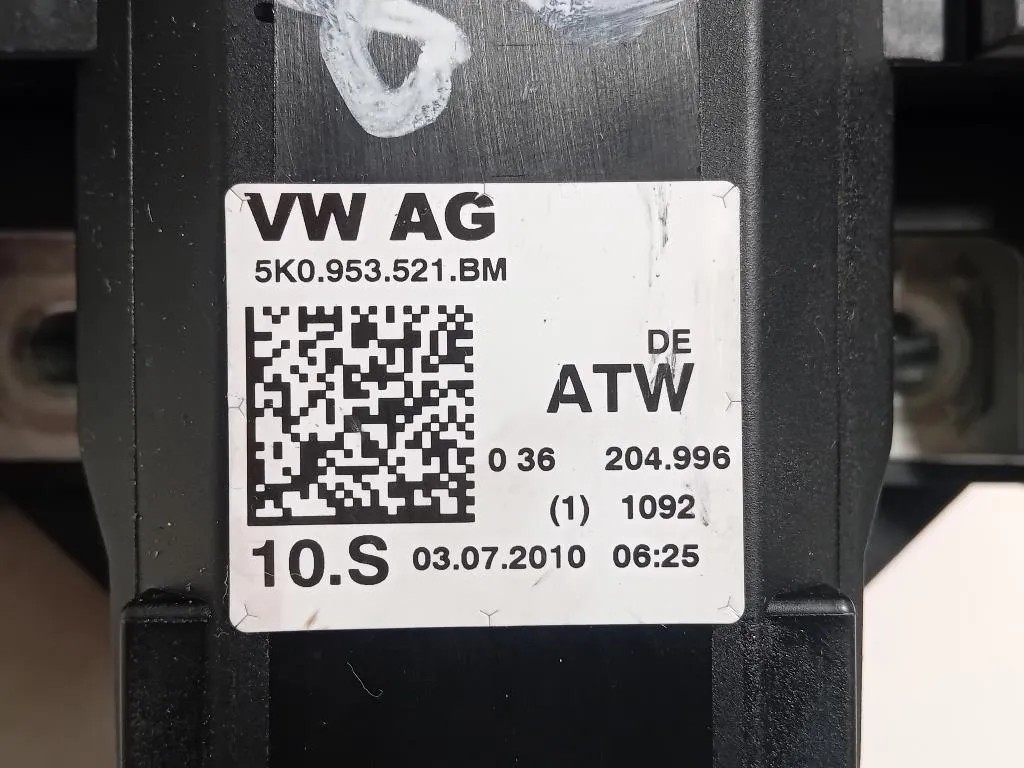 VW AG
5K0.953.521.BM
DE
ATW
0 36 204.996
(1) 1092
10.S 03.07.2010 06:25